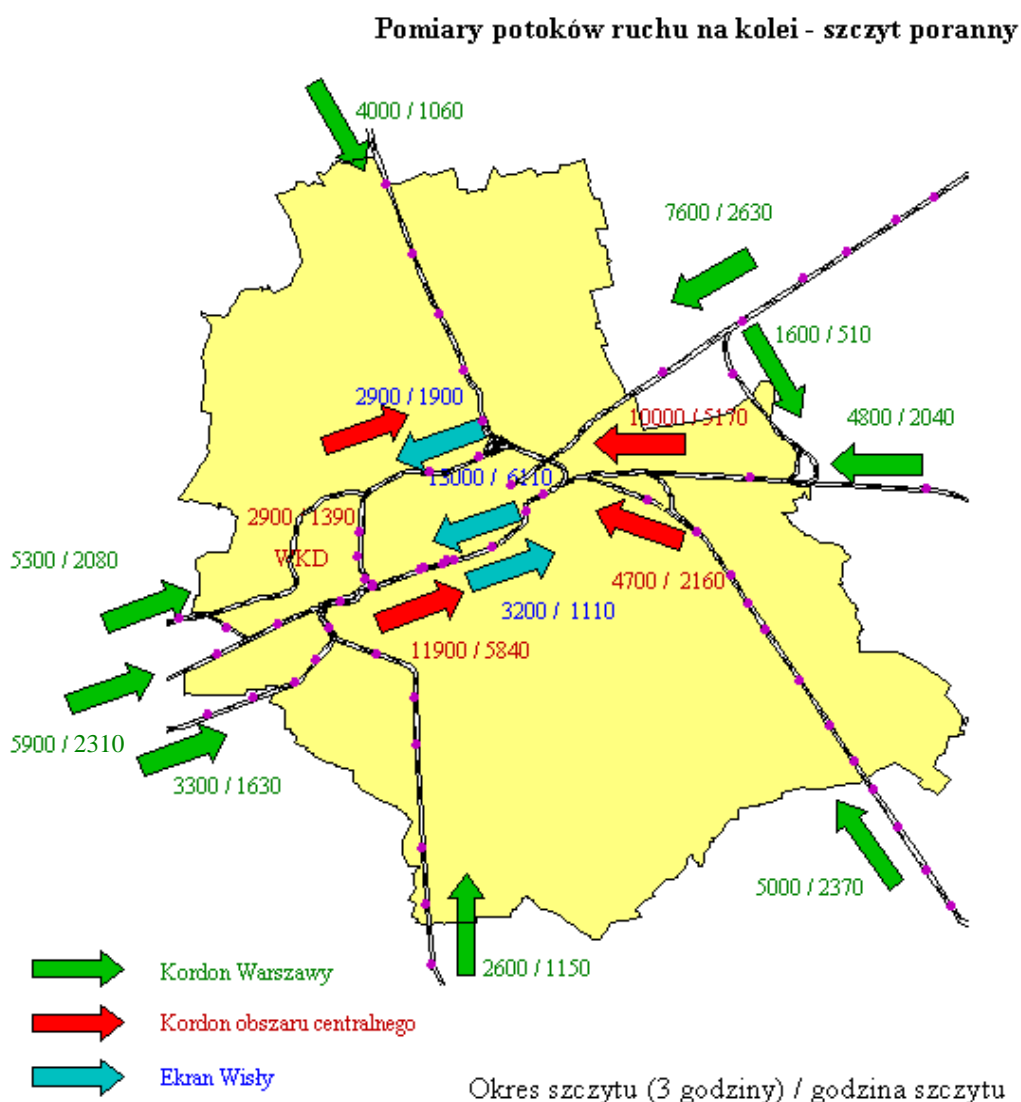 Pomiary potoków ruchu na kolei - szczyt poranny
4000 / 1060
7600 / 2630
1600 / 510
2900 / 1900
10000 / 5170
4800 / 2040
13000 / 6110
2900 / 1390
WKD
5300 / 2080
4700 / 2160
3200 / 1110
11900 / 5840
5900 / 2310
3300 / 1630
5000 / 2370
2600 / 1150
Kordon Warszawy
Kordon obszaru centralnego
Ekran Wisły
Okres szczytu (3 godziny) / godzina szczytu